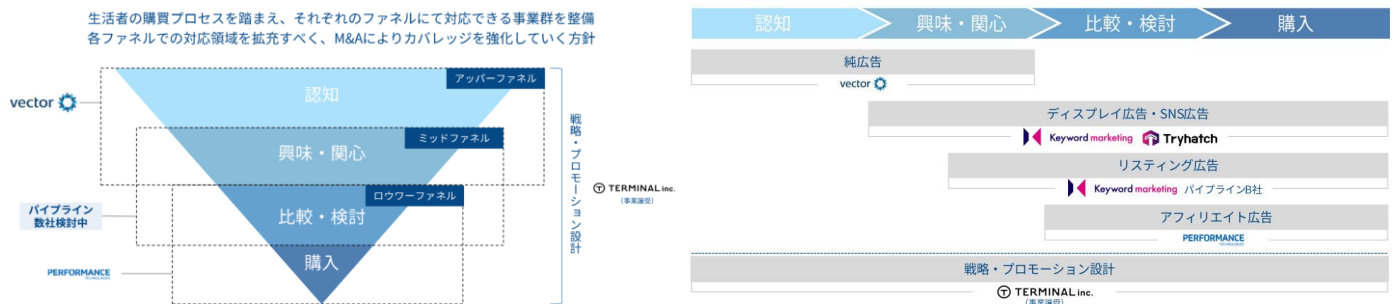 生活者の購買プロセスを踏まえ、それぞれのファネルにて対応できる事業群を整備
各ファネルでの対応領域を拡充すべく、M&Aによりカバレッジを強化していく方針
アッパーファネル
認知
vector
ミッドファネル
興味・関心
ロウワーファネル
パイプライン
数社検討中
比較・検討
購入
PERFORMANCE
TECHNOLOGIES
戦略・プロモーション設計
TERMINAL inc.
(事業譲受)
認知
興味・関心
比較・検討
購入
純広告
vector
ディスプレイ広告・SNS広告
Keyword marketing Tryhatch
リスティング広告
Keyword marketing パイプラインB社
アフィリエイト広告
PERFORMANCE
TECHNOLOGIES
戦略・プロモーション設計
TERMINAL inc.
(事業譲受)